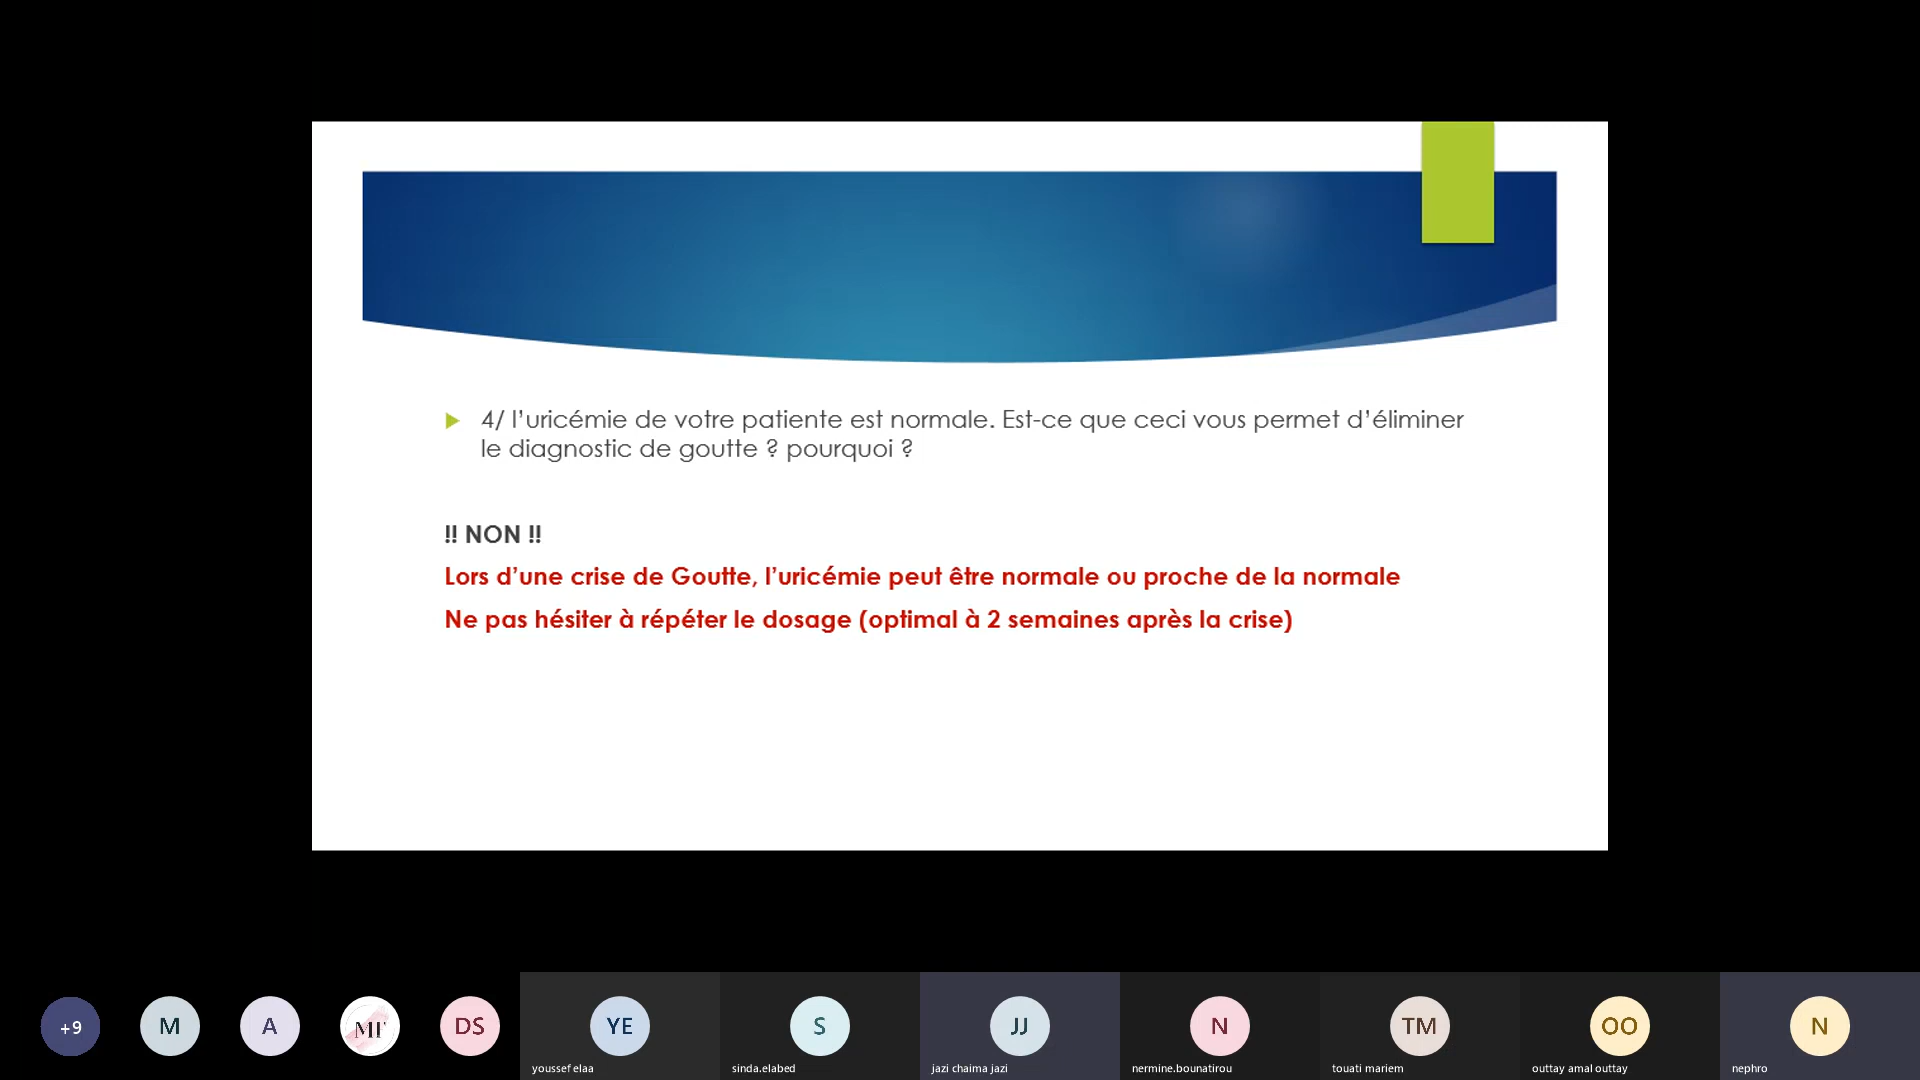 4/ l’uricémie de votre patiente est normale. Est-ce que ceci vous permet d’éliminer
le diagnostic de goutte ? pourquoi ?
!! NON !!
Lors d’une crise de Goutte, l’uricémie peut être normale ou proche de la normale
Ne pas hésiter à répéter le dosage (optimal à 2 semaines après la crise)
+9
M
A
MF
DS
YE
S
JJ
N
TM
OO
N
youssef elaa
sinda.elabed
jazi chaima jazi
nermine.bounatirou
touati mariem
outtay amal outtay
nephro